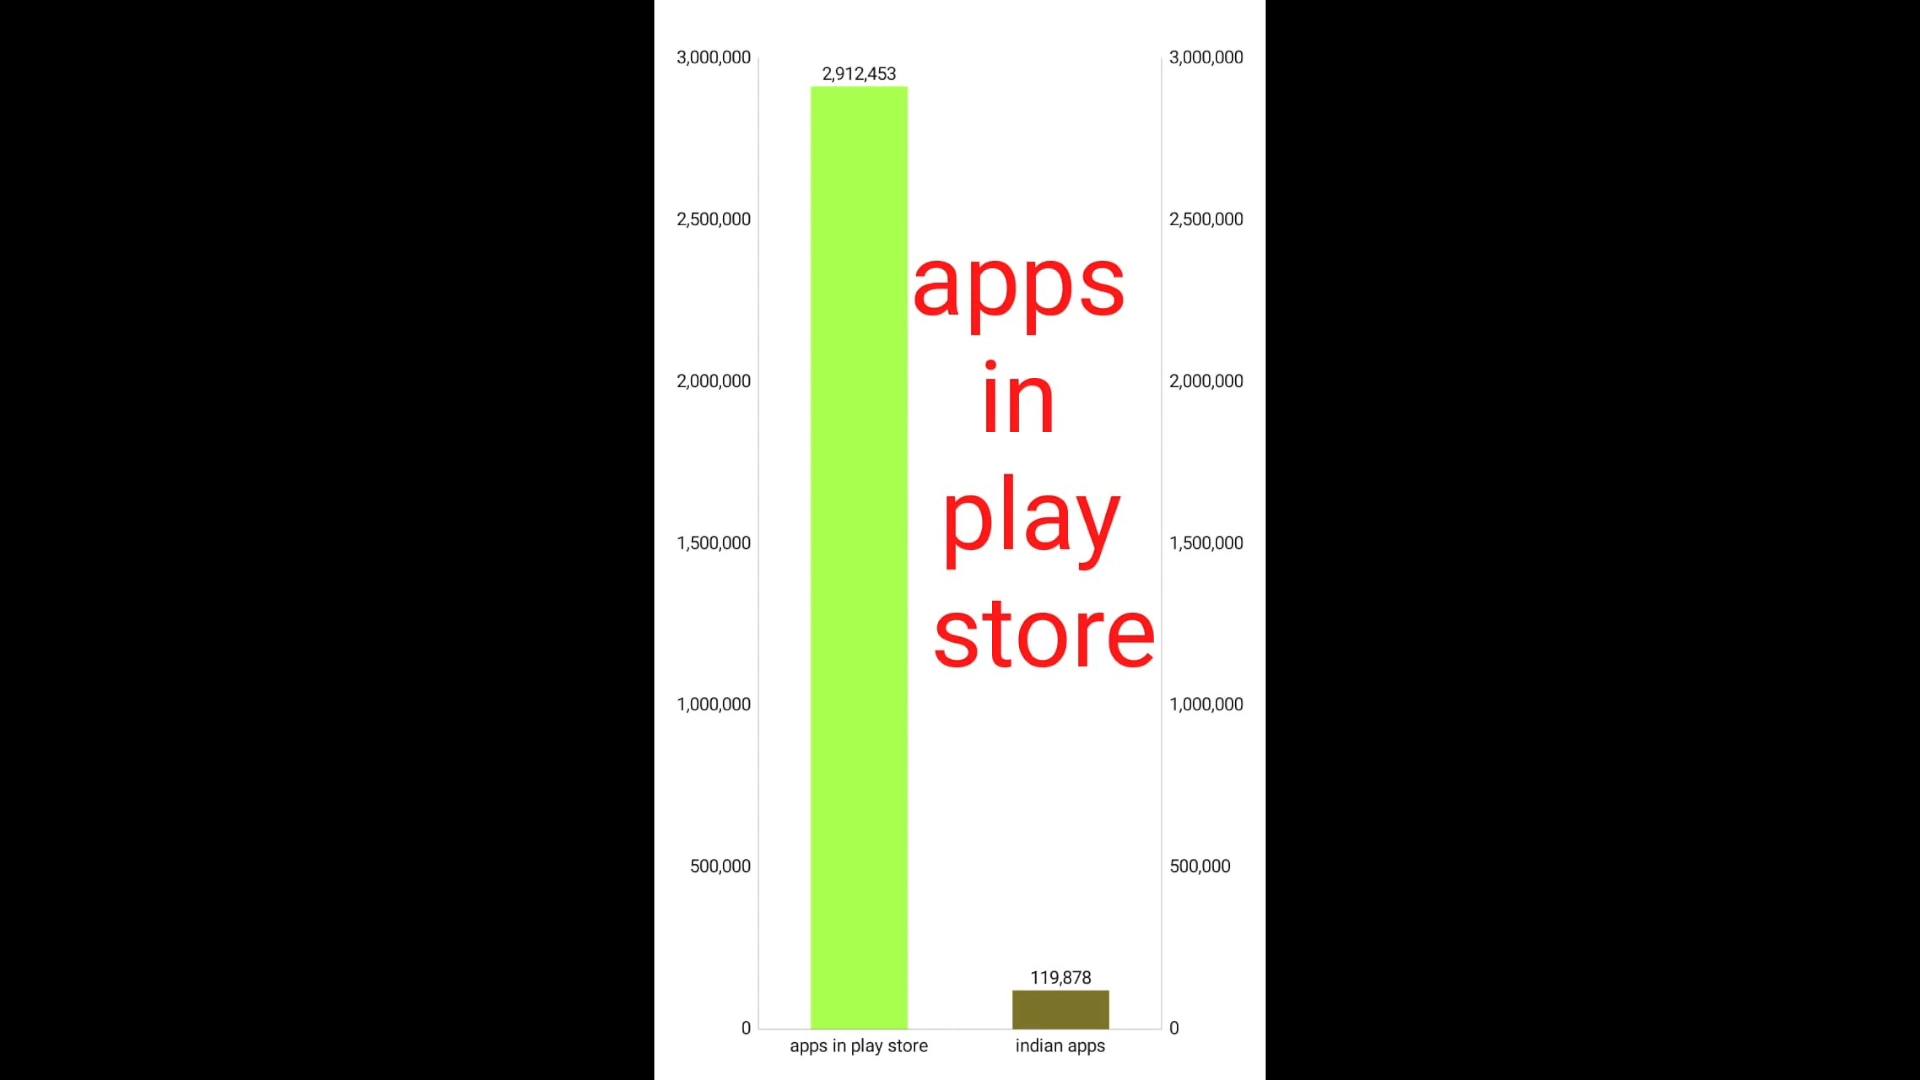 3,000,000
2,500,000
2,000,000
1,500,000
1,000,000
500,000
0
2,912,453
apps
in
play
store
119,878
apps in play store
indian apps
3,000,000
2,500,000
2,000,000
1,500,000
1,000,000
500,000
0